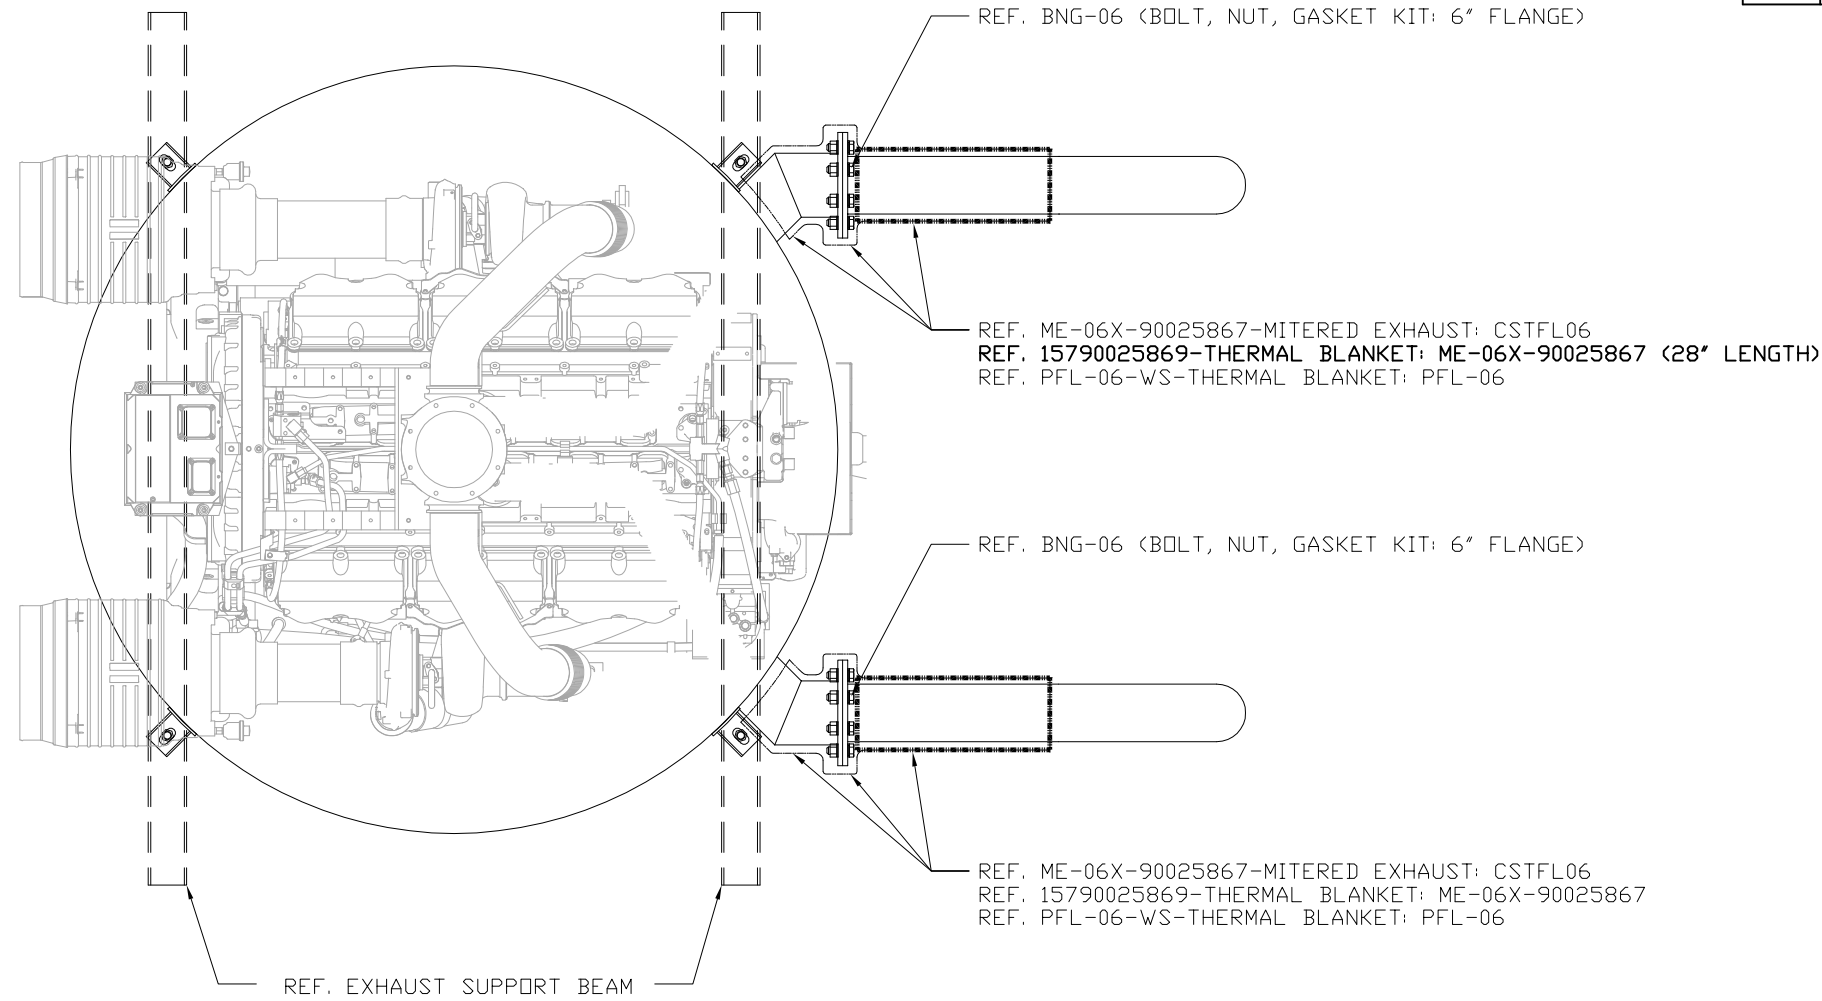 REF. BNG-06 (BOLT, NUT, GASKET KIT: 6" FLANGE)
REF. ME-06X-90025867-MITERED EXHAUST: CSTFL06
REF. 15790025869-THERMAL BLANKET: ME-06X-90025867 (28" LENGTH)
REF. PFL-06-WS-THERMAL BLANKET: PFL-06
REF. BNG-06 (BOLT, NUT, GASKET KIT: 6" FLANGE)
REF. ME-06X-90025867-MITERED EXHAUST: CSTFL06
REF. 15790025869-THERMAL BLANKET: ME-06X-90025867
REF. PFL-06-WS-THERMAL BLANKET: PFL-06
REF. EXHAUST SUPPORT BEAM